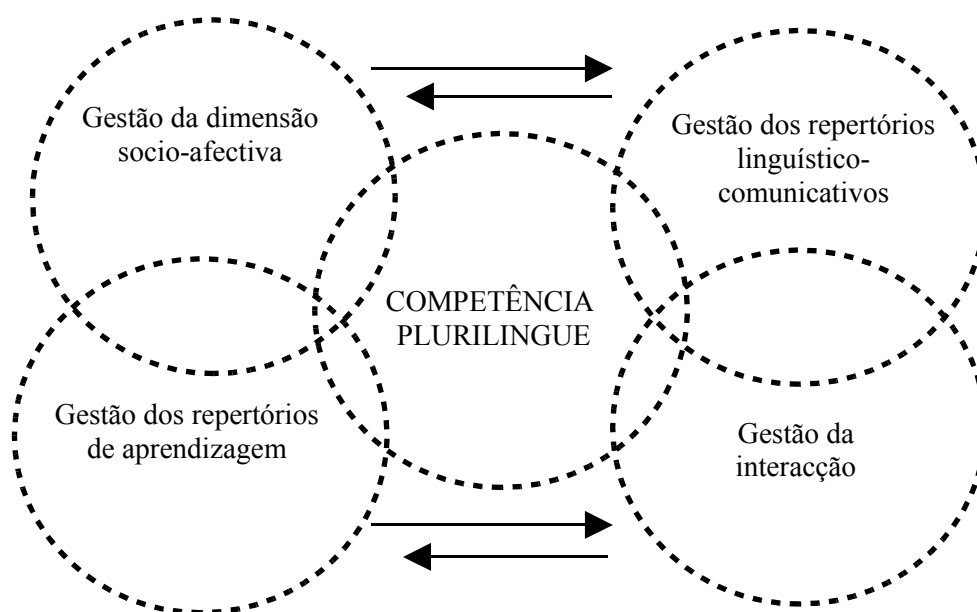 Gestão da dimensão
socio-afectiva
Gestão dos repertórios
linguístico-
comunicativos
COMPETÊNCIA
PLURILINGUE
Gestão dos repertórios
de aprendizagem
Gestão da
interacção